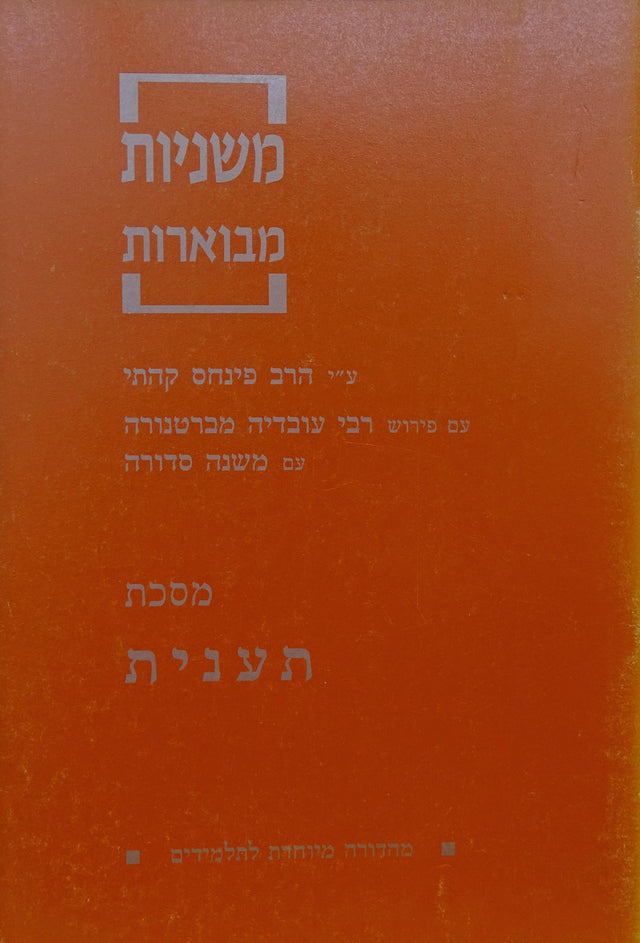 משניות
מבוארות
ע״י הרב פינחס קהתי
עם פירוש רבי עובדיה מברטנורה
עם משנה סדורה
מסכת
תענית
מהדורה מיוחדת לתלמידים